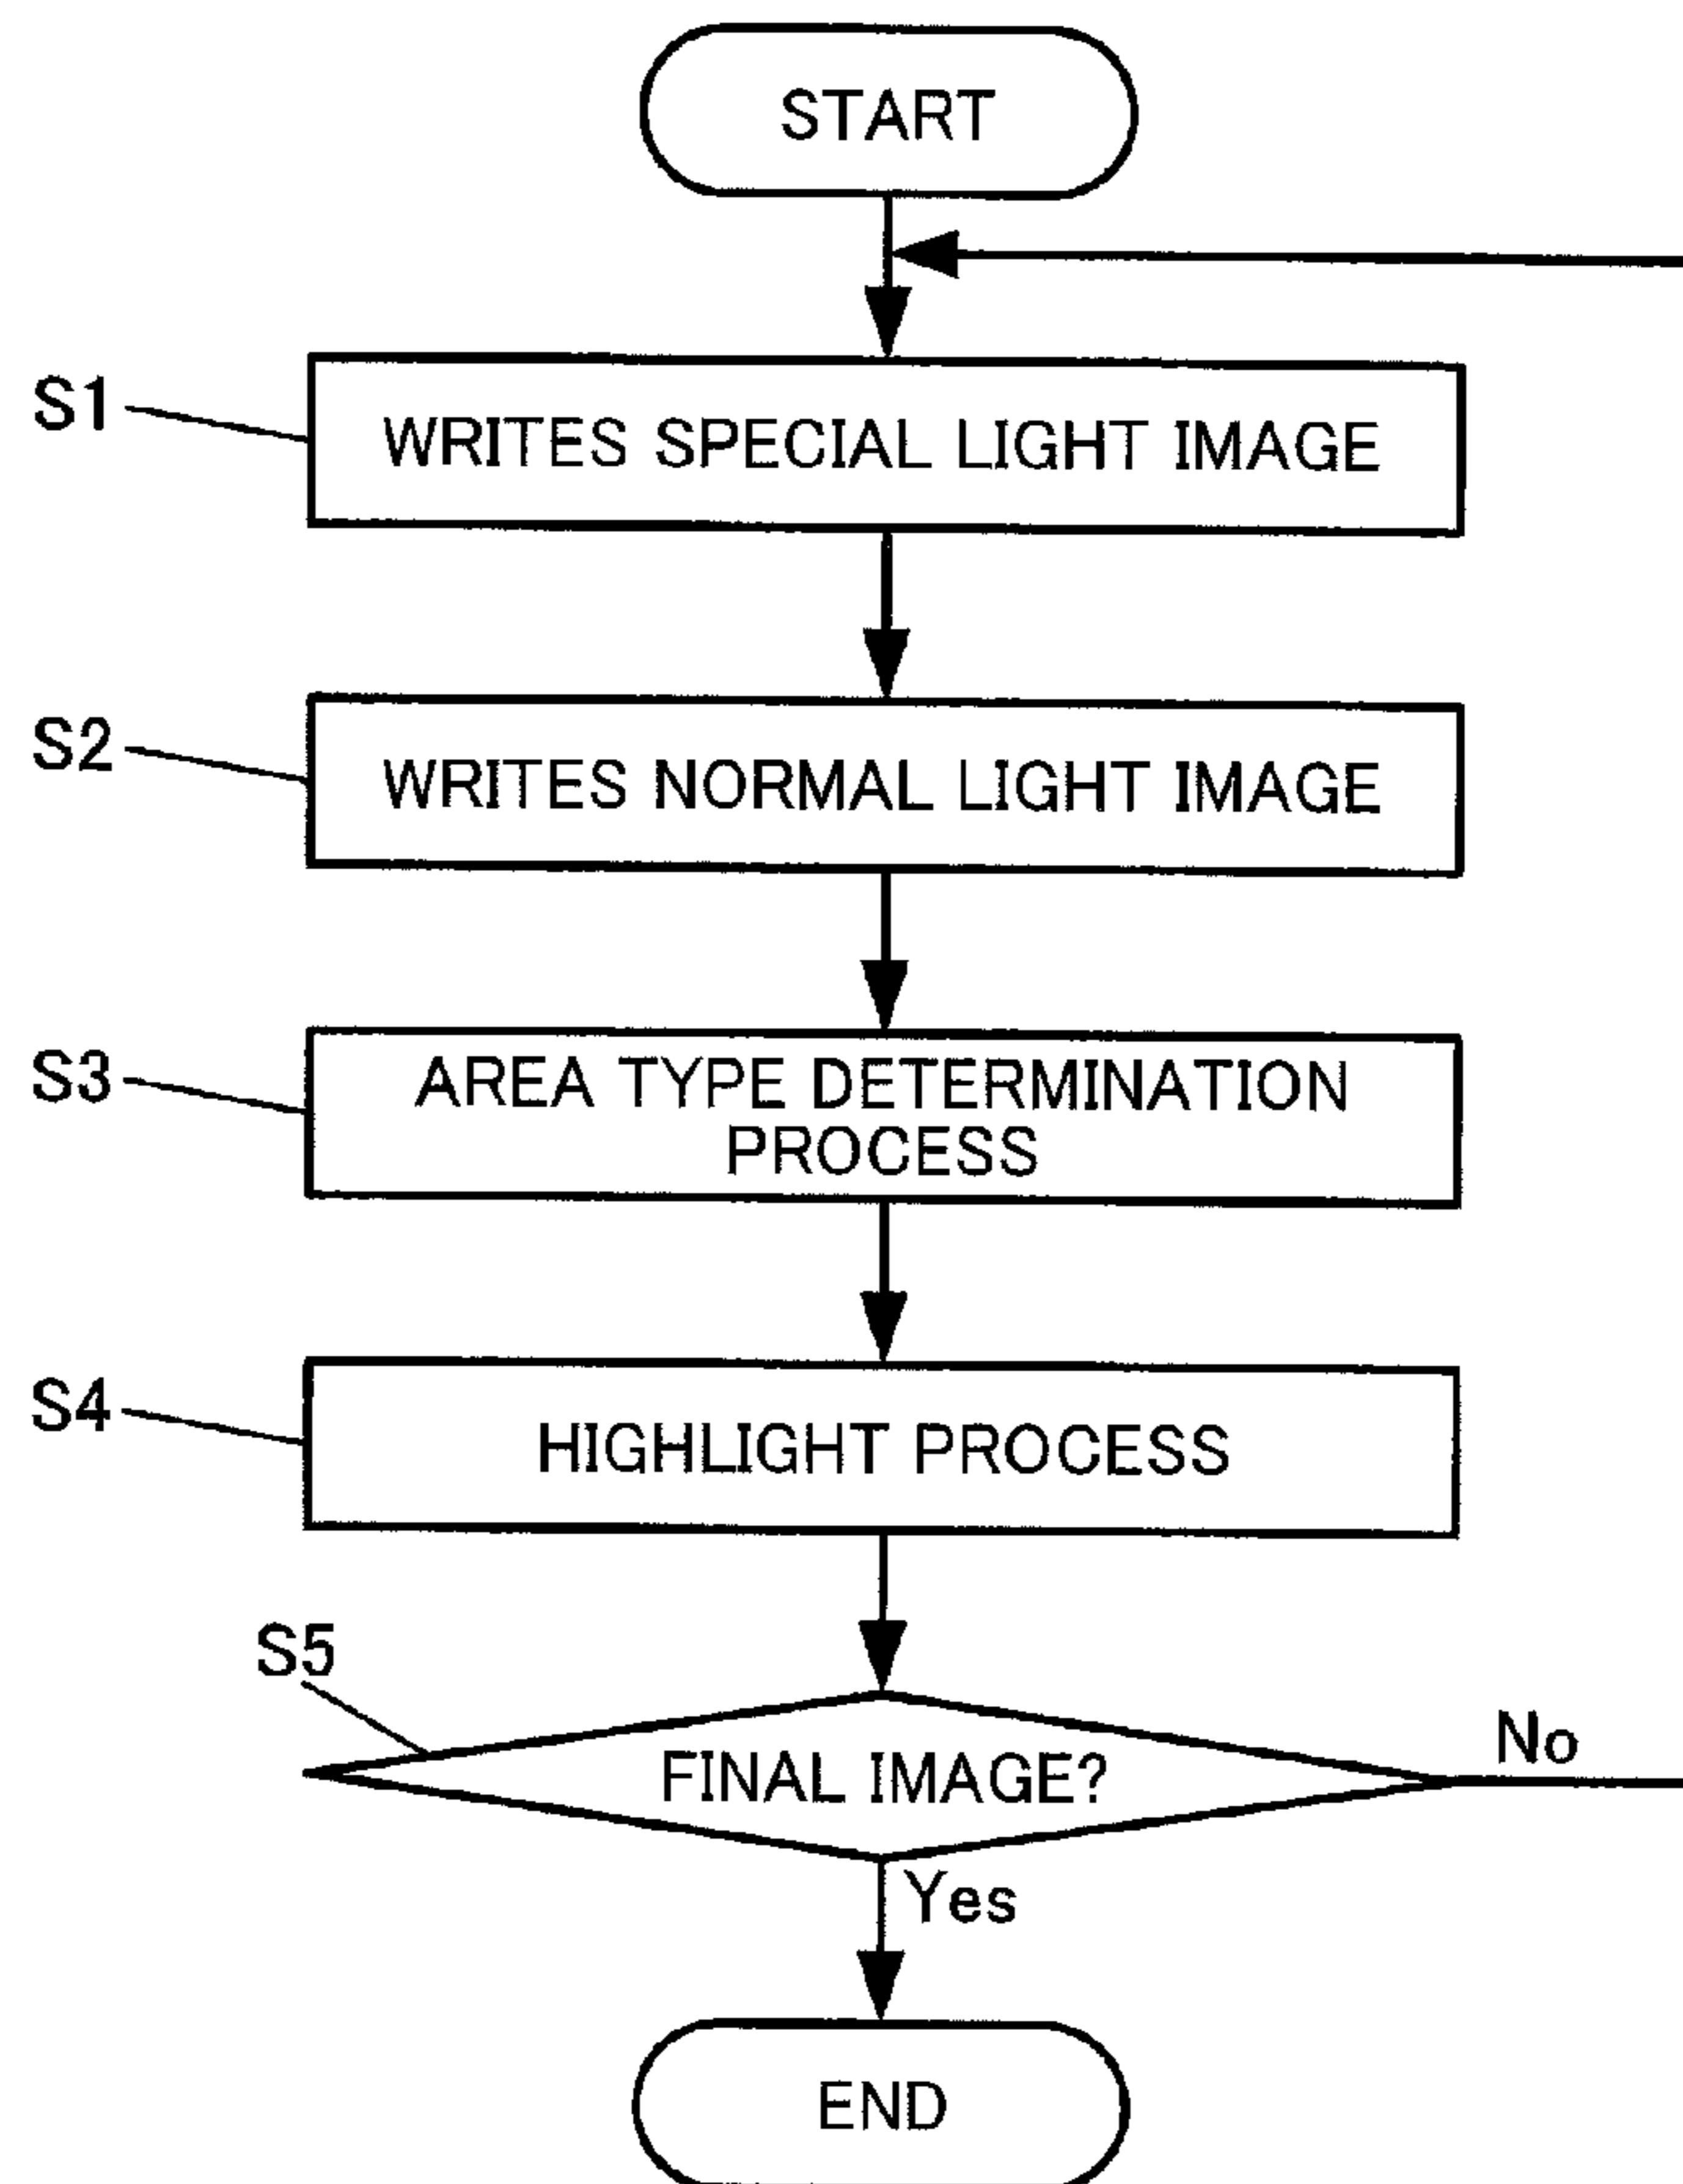 START
S1
WRITES SPECIAL LIGHT IMAGE
S2
WRITES NORMAL LIGHT IMAGE
S3
AREA TYPE DETERMINATION
PROCESS
S4
HIGHLIGHT PROCESS
S5
FINAL IMAGE?
No
Yes
END